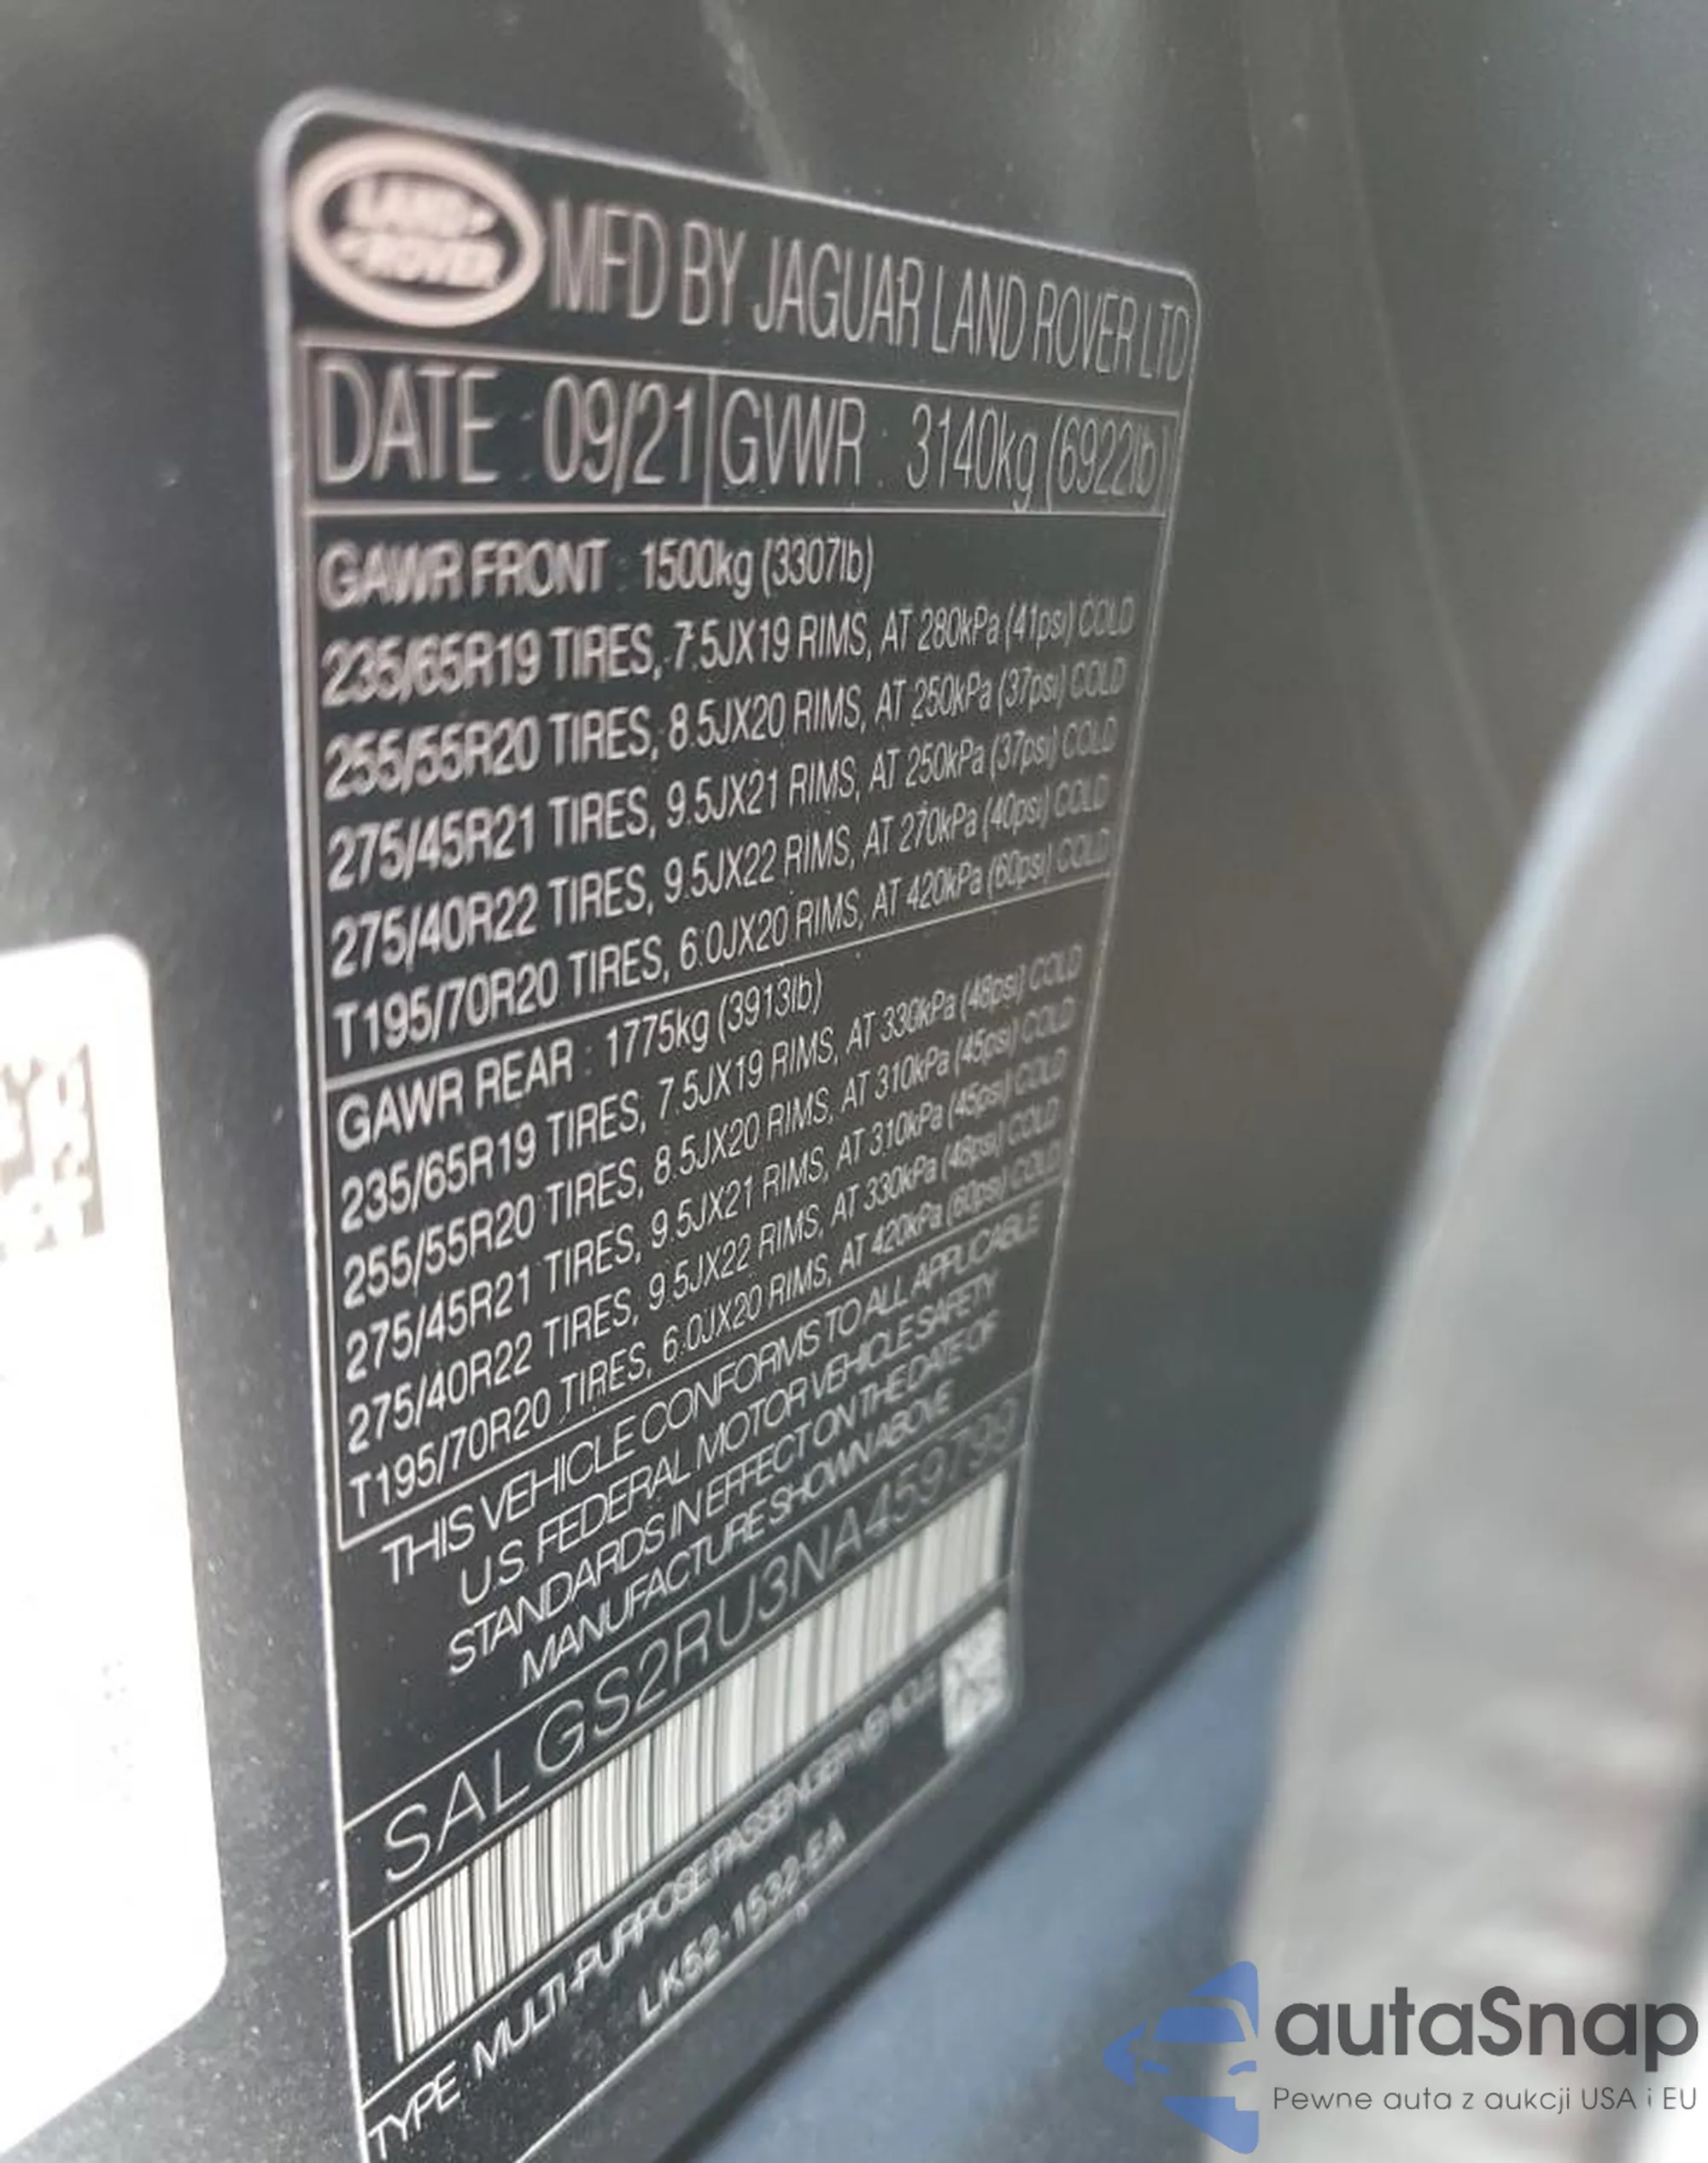 LAND ROVER
MFD BY JAGUAR LAND ROVER LTD
DATE : 09/21 GVWR : 3140kg (6922lb)
GAWR FRONT : 1500kg (3307lb)
235/65R19 TIRES, 7.5JX19 RIMS, AT 280kPa (41psi) COLD
255/55R20 TIRES, 8.5JX20 RIMS, AT 250kPa (37psi) COLD
275/45R21 TIRES, 9.5JX21 RIMS, AT 250kPa (37psi) COLD
275/40R22 TIRES, 9.5JX22 RIMS, AT 270kPa (40psi) COLD
T195/70R20 TIRES, 6.0JX20 RIMS, AT 420kPa (60psi) COLD
GAWR REAR : 1775kg (3913lb)
235/65R19 TIRES, 7.5JX19 RIMS, AT 330kPa (48psi) COLD
255/55R20 TIRES, 8.5JX20 RIMS, AT 310kPa (45psi) COLD
275/45R21 TIRES, 9.5JX21 RIMS, AT 310kPa (45psi) COLD
275/40R22 TIRES, 9.5JX22 RIMS, AT 330kPa (48psi) COLD
T195/70R20 TIRES, 6.0JX20 RIMS, AT 420kPa (60psi) COLD
THIS VEHICLE CONFORMS TO ALL APPLICABLE
U.S. FEDERAL MOTOR VEHICLE SAFETY
STANDARDS IN EFFECT ON THE DATE OF
MANUFACTURE SHOWN ABOVE
SALGS2RU3NA459799
TYPE : MULTI-PURPOSE PASSENGER VEHICLE
LK52-1532-EA
autaSnap
Pewne auta z aukcji USA i EU